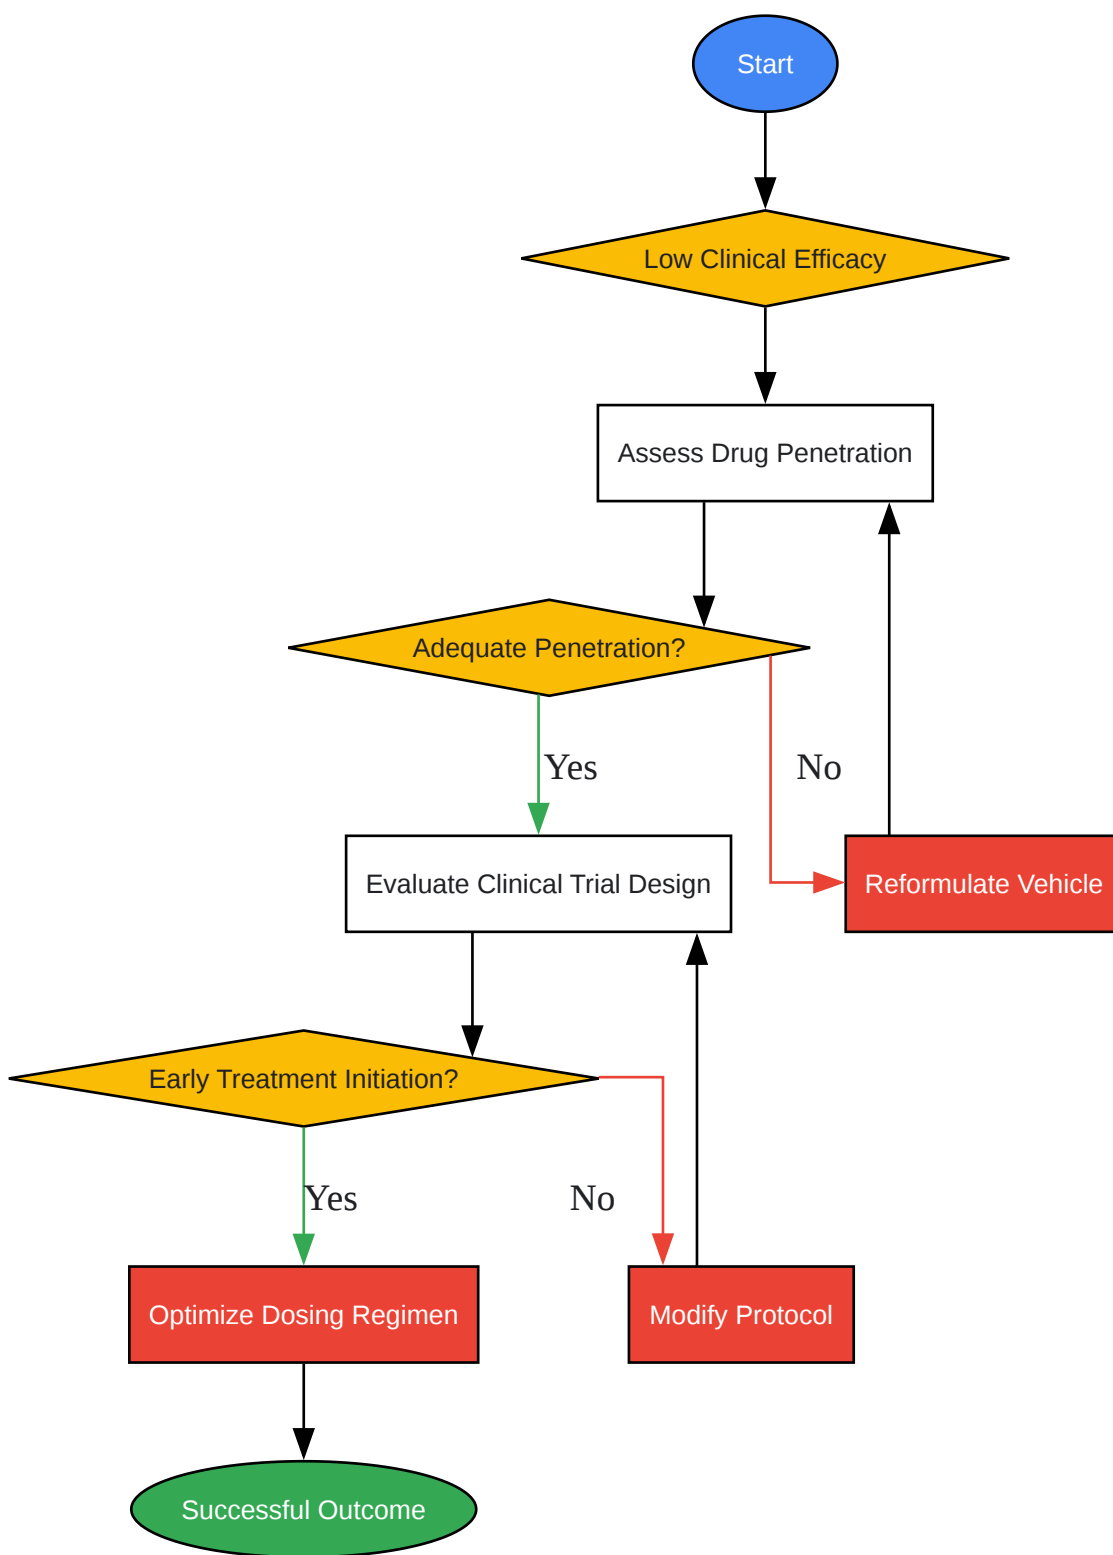 Start
Low Clinical Efficacy
Assess Drug Penetration
Adequate Penetration?
Yes
No
Evaluate Clinical Trial Design
Reformulate Vehicle
Early Treatment Initiation?
Yes
No
Optimize Dosing Regimen
Modify Protocol
Successful Outcome